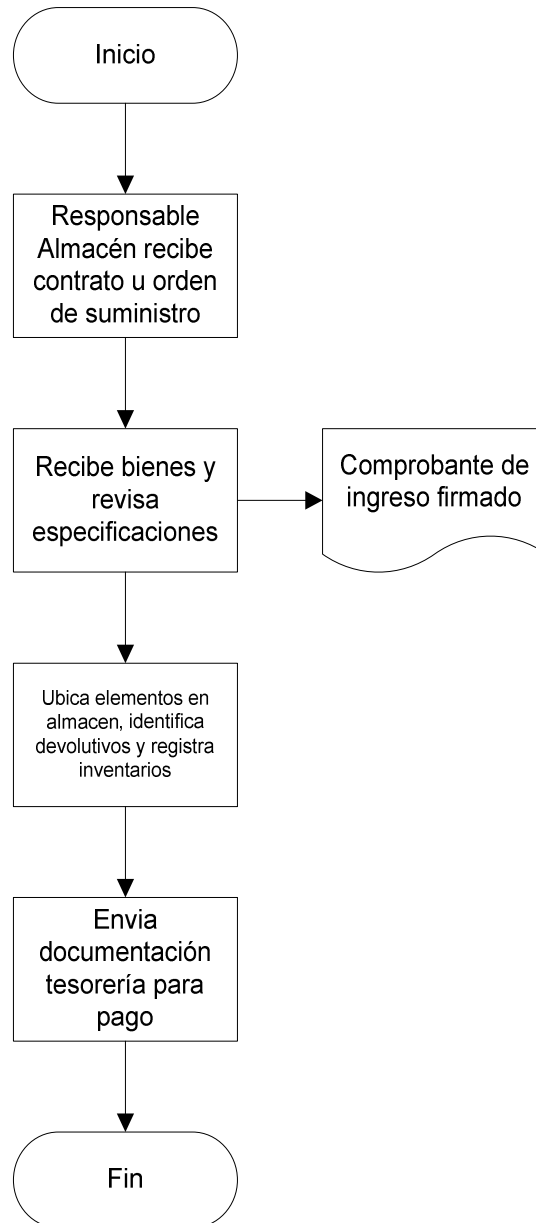 Inicio
Responsable
Almacén recibe
contrato u orden
de suministro
Recibe bienes y
revisa
especificaciones
Comprobante de
ingreso firmado
Ubica elementos en
almacen, identifica
devolutivos y registra
inventarios
Envia
documentación
tesorería para
pago
Fin